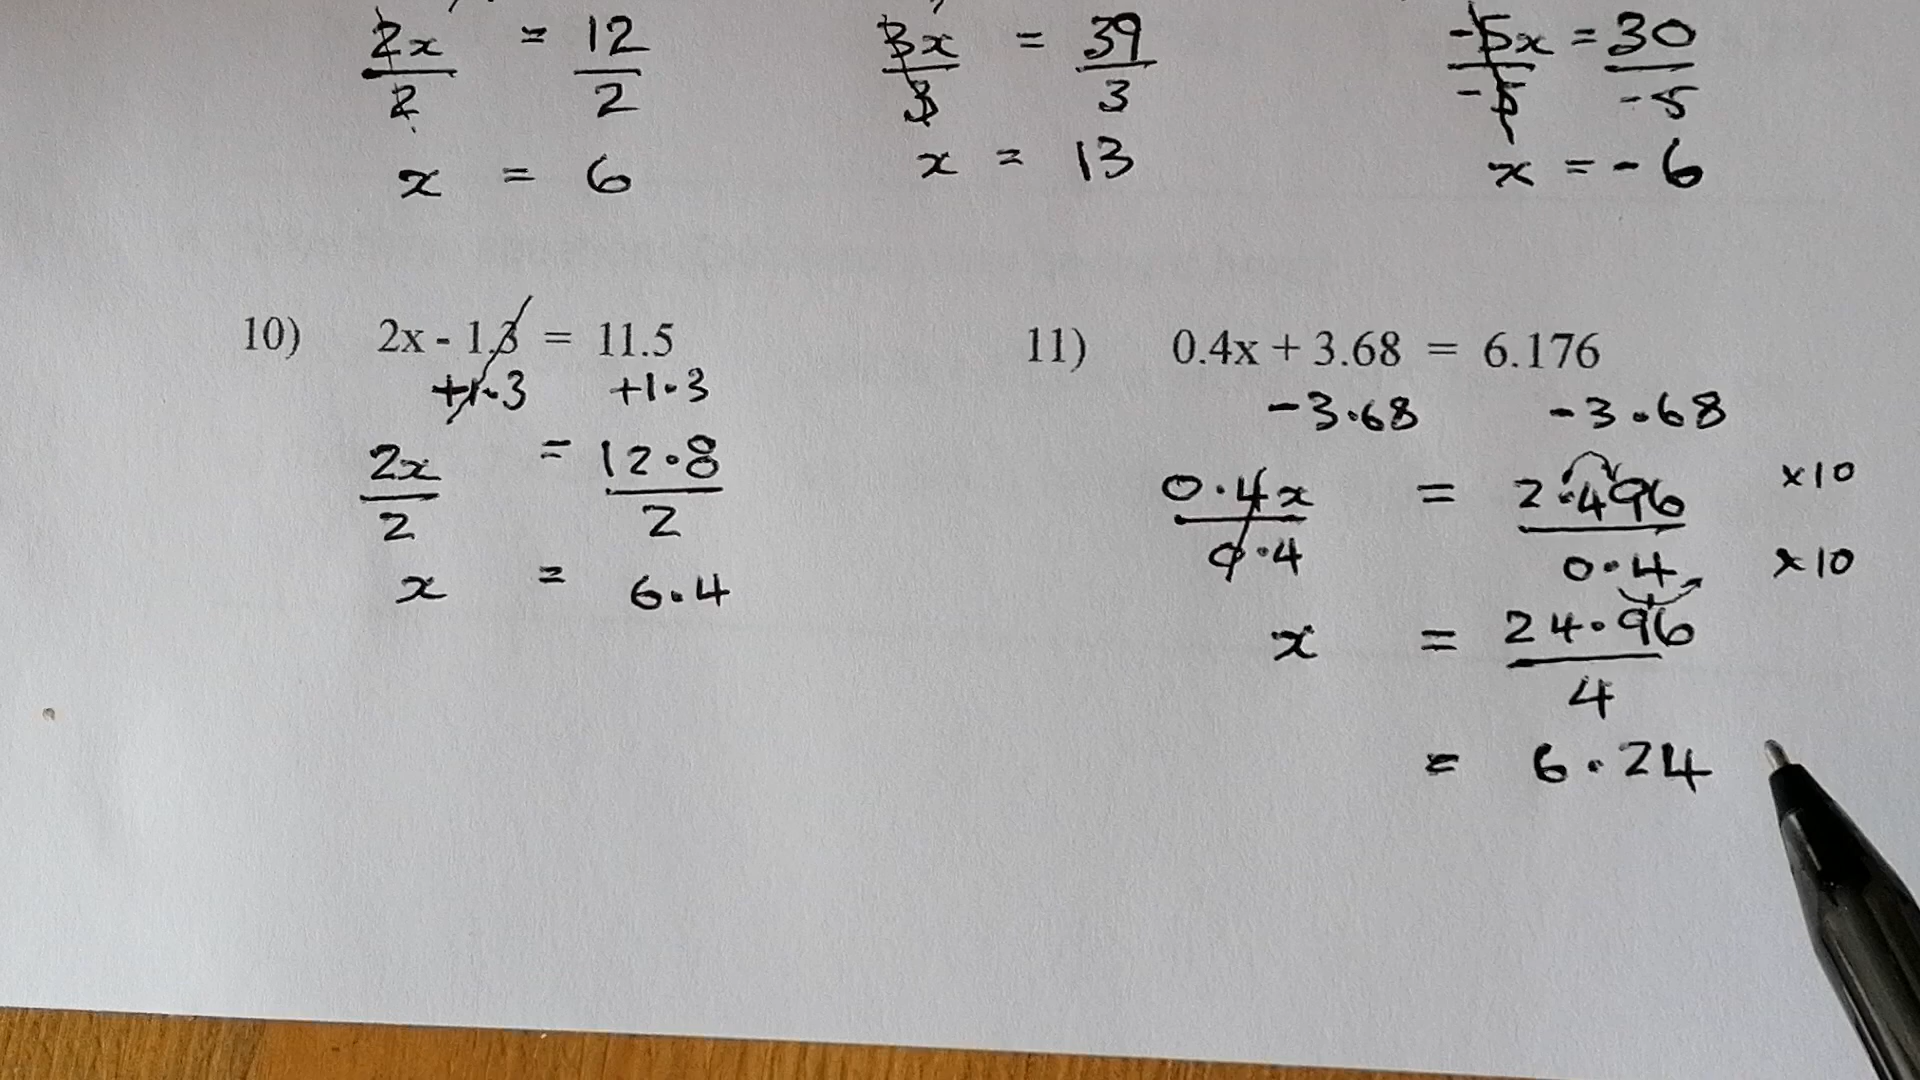 2x = 12
2 2
x = 6
3x = 39
3 3
x = 13
-5x = 30
-5 -5
x = -6
10) 2x - 1.3 = 11.5
+1.3 +1.3
2x = 12.8
2 2
x = 6.4
11) 0.4x + 3.68 = 6.176
-3.68 -3.68
0.4x = 2.496 ×10
0.4 0.4 ×10
x = 24.96
4
= 6.24